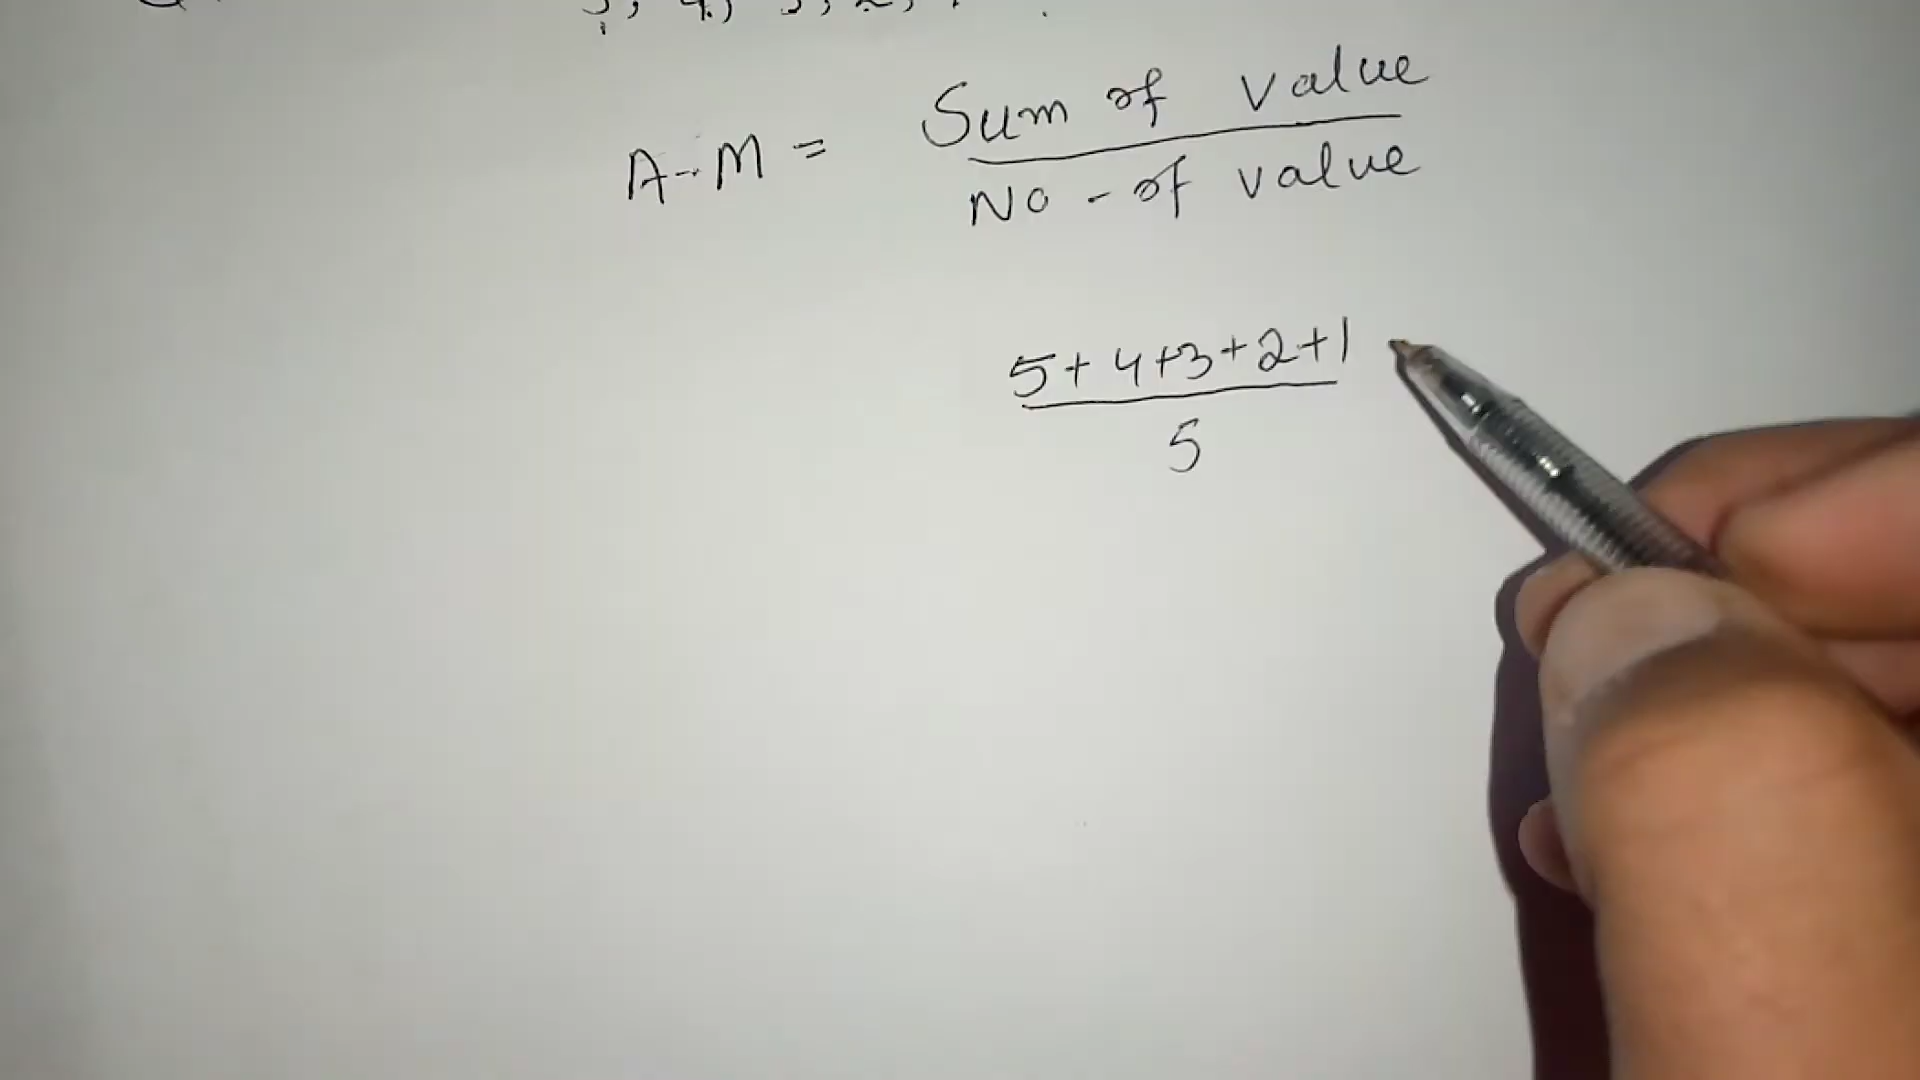 A-M = Sum of value
No-of value
5+4+3+2+1
5